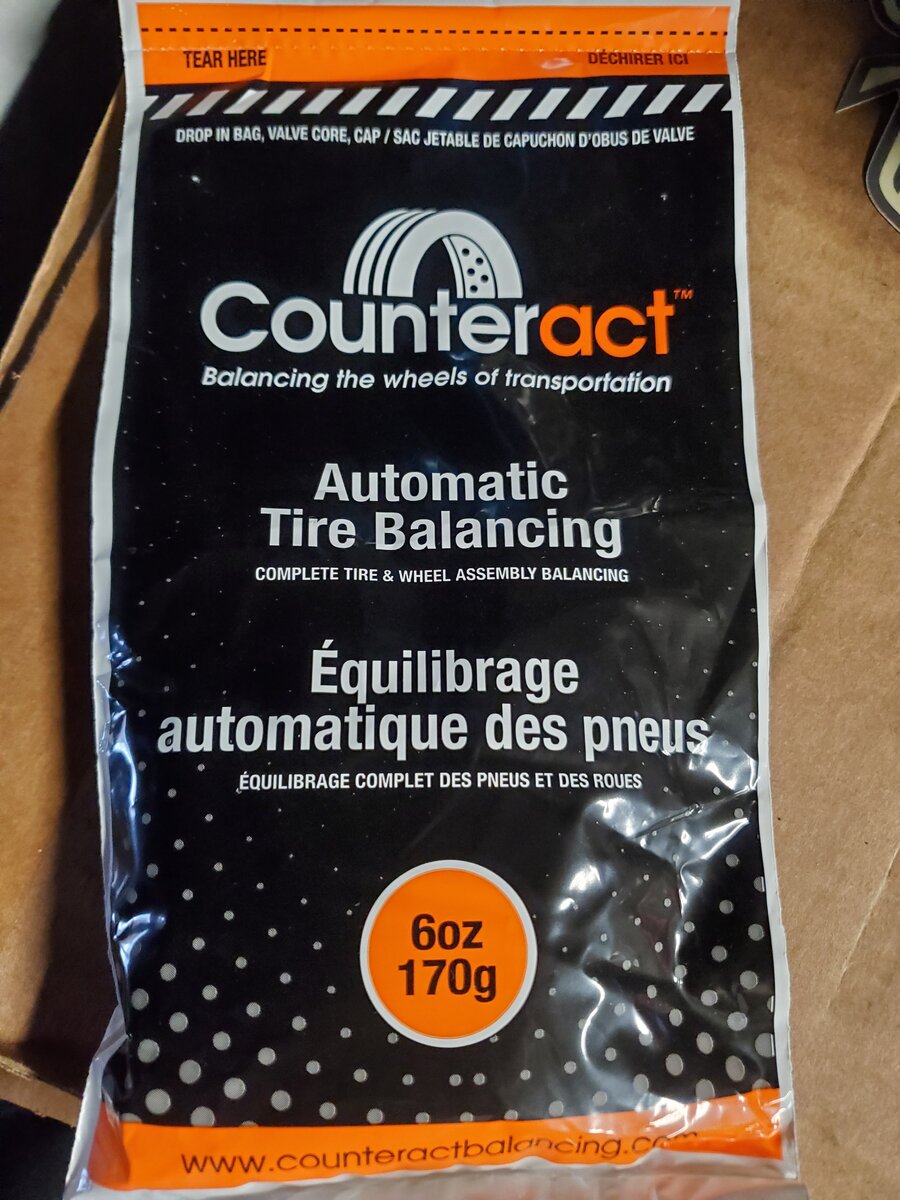 TEAR HERE DÉCHIRER ICI
DROP IN BAG, VALVE CORE, CAP / SAC JETABLE DE CAPUCHON D'OBUS DE VALVE
Counteract™
Balancing the wheels of transportation
Automatic
Tire Balancing
COMPLETE TIRE & WHEEL ASSEMBLY BALANCING
Équilibrage
automatique des pneus
ÉQUILIBRAGE COMPLET DES PNEUS ET DES ROUES
6oz
170g
www.counteractbalancing.com